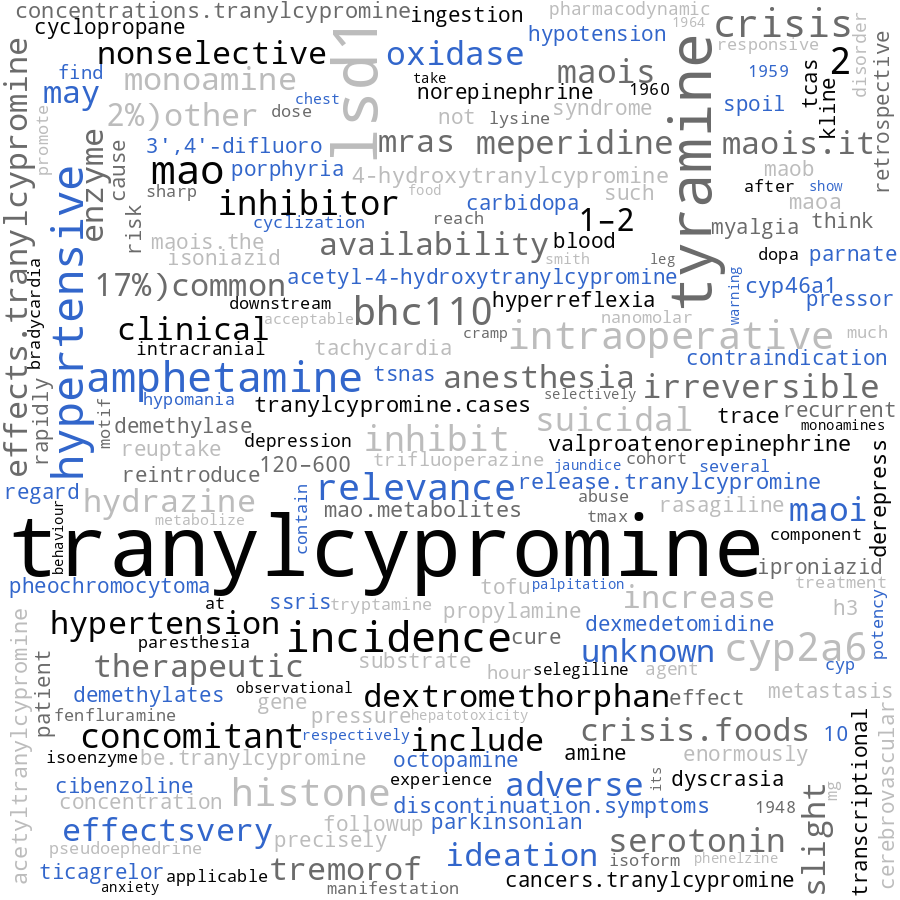 concentrations.tranylcypromine
ingestion
pharmacodynamic
1964
crisis
cyclopropane
hypotension
responsive
disorder
nonselective
lsd1
oxidase
2
find
monoamine
maois
1959
tcas
retrospective
may
take
norepinephrine
1960
tyramine
kline
2%)other
dose
chest
not
lysine
syndrome
spoil
effects.tranylcypromine
promote
enzyme
cause
3',4'-difluoro
mras
meperidine
maois.it
mao
porphyria
4-hydroxytranylcypromine
maob
hypertensive
sharp
food
such
after
show
inhibitor
carbidopa
maoa
risk
cyclization
reach
1–2
myalgia
think
maois.the
availability
blood
isoniazid
smith
leg
dopa
parnate
bradycardia
17%)common
acetyl-4-hydroxytranylcypromine
warning
cyp46a1
downstream
bhc110
hyperreflexia
pressor
clinical
acceptable
cramp
nanomolar
intraoperative
much
intracranial
tachycardia
contraindication
amphetamine
tsnas
anesthesia
irreversible
rapidly
motif
hypomania
tranylcypromine.cases
selectively
suicidal
trace
recurrent
demethylase
monoamines
reuptake
depression
inhibit
valproatenorepinephrine
derepress
reintroduce
120–600
trifluoperazine
jaundice
cohort
several
regard
contain
relevance
release.tranylcypromine
hydrazine
mao.metabolites
abuse
rasagiline
maoi
behaviour
metabolize
tmax
component
tranylcypromine
iproniazid
pheochromocytoma
tofu
palpitation
treatment
at
ssris
tryptamine
propylamine
increase
h3
potency
acetyltranylcypromine
hypertension
dexmedetomidine
paresthesia
incidence
cure
unknown
cyp2a6
patient
therapeutic
substrate
hour
selegiline
agent
cyp
demethylates
observational
gene
dextromethorphan
effect
metastasis
fenfluramine
pressure
hepatotoxicity
concomitant
respectively
include
crisis.foods
10
transcriptional
cerebrovascular
isoenzyme
be.tranylcypromine
octopamine
amine
enormously
cibenzoline
experience
adverse
its
dyscrasia
slight
mg
concentration
histone
discontinuation.symptoms
1948
effectsvery
followup
parkinsonian
precisely
serotonin
pseudoephedrine
ideation
isoform
phenelzine
ticagrelor
applicable
tremorof
anxiety
manifestation
cancers.tranylcypromine